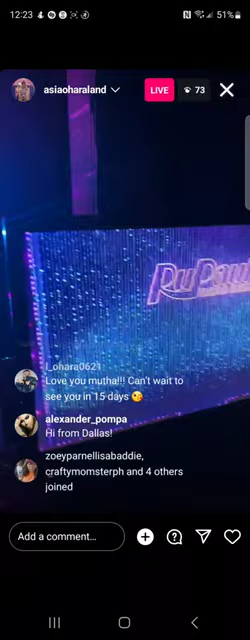 12:23
51%
asiaoharaland
LIVE
73
RuPaul
l_ohara0621
Love you mutha!!! Can't wait to
see you in 15 days 😘
alexander_pompa
Hi from Dallas!
zoeyparnellisabaddie,
craftymomsterph and 4 others
joined
Add a comment...